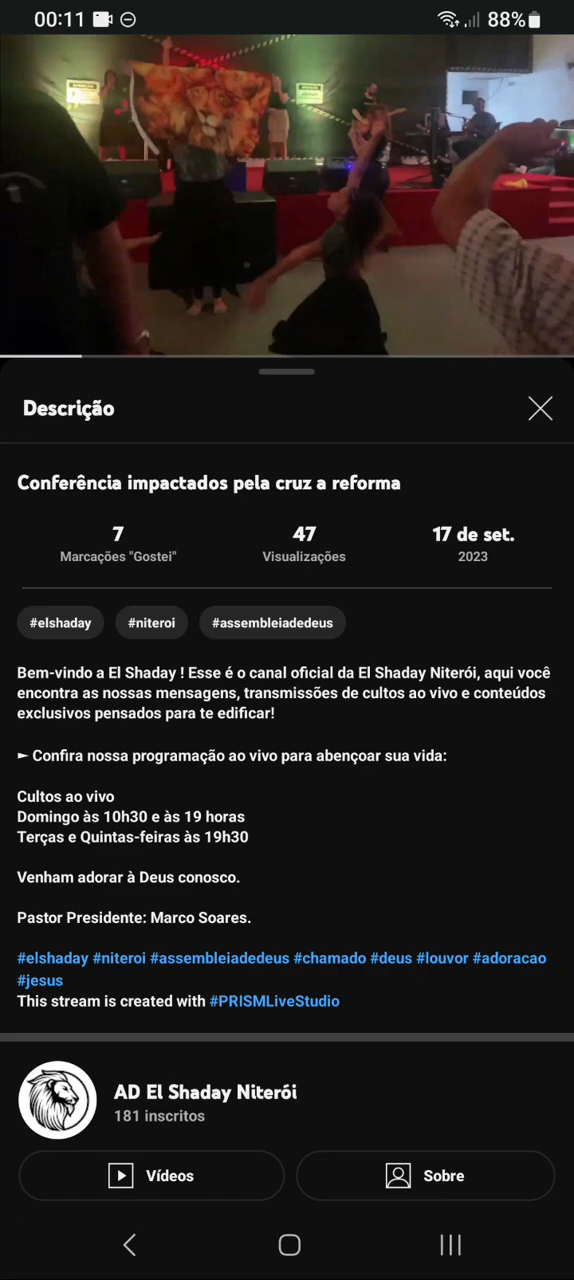 00:11
88%
Descrição
Conferência impactados pela cruz a reforma
7
Marcações "Gostei"
47
Visualizações
17 de set.
2023
#elshaday
#niteroi
#assembleiadedeus
Bem-vindo a El Shaday ! Esse é o canal oficial da El Shaday Niterói, aqui você
encontra as nossas mensagens, transmissões de cultos ao vivo e conteúdos
exclusivos pensados para te edificar!
► Confira nossa programação ao vivo para abençoar sua vida:
Cultos ao vivo
Domingo às 10h30 e às 19 horas
Terças e Quintas-feiras às 19h30
Venham adorar à Deus conosco.
Pastor Presidente: Marco Soares.
#elshaday #niteroi #assembleiadedeus #chamado #deus #louvor #adoracao
#jesus
This stream is created with #PRISMLiveStudio
AD El Shaday Niterói
181 inscritos
Vídeos
Sobre